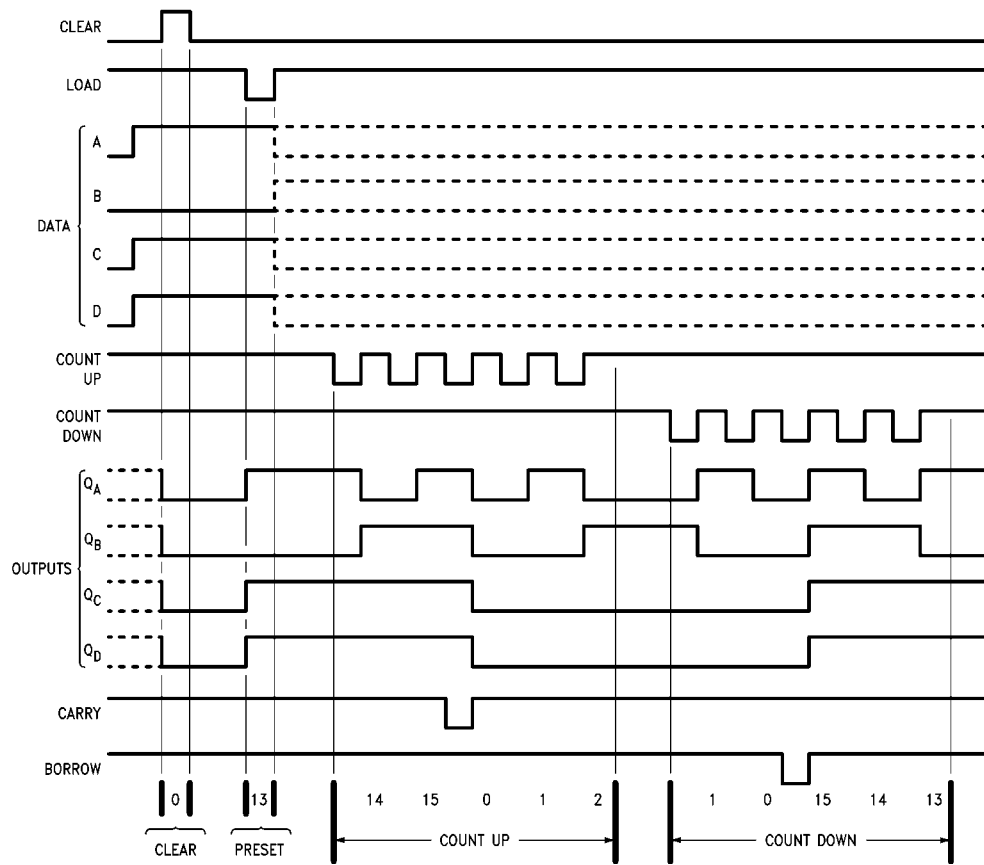 CLEAR
LOAD
A
B
DATA
C
D
COUNT
UP
COUNT
DOWN
QA
QB
OUTPUTS
QC
QD
CARRY
BORROW
0 13 14 15 0 1 2 1 0 15 14 13
CLEAR PRESET COUNT UP COUNT DOWN